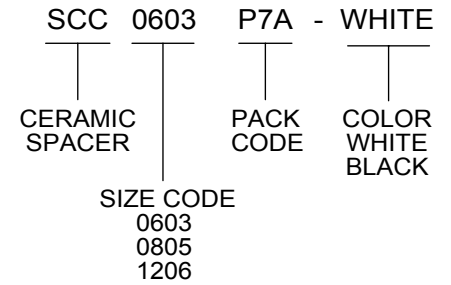 SCC 0603 P7A - WHITE
CERAMIC
SPACER
PACK
CODE
COLOR
WHITE
BLACK
SIZE CODE
0603
0805
1206